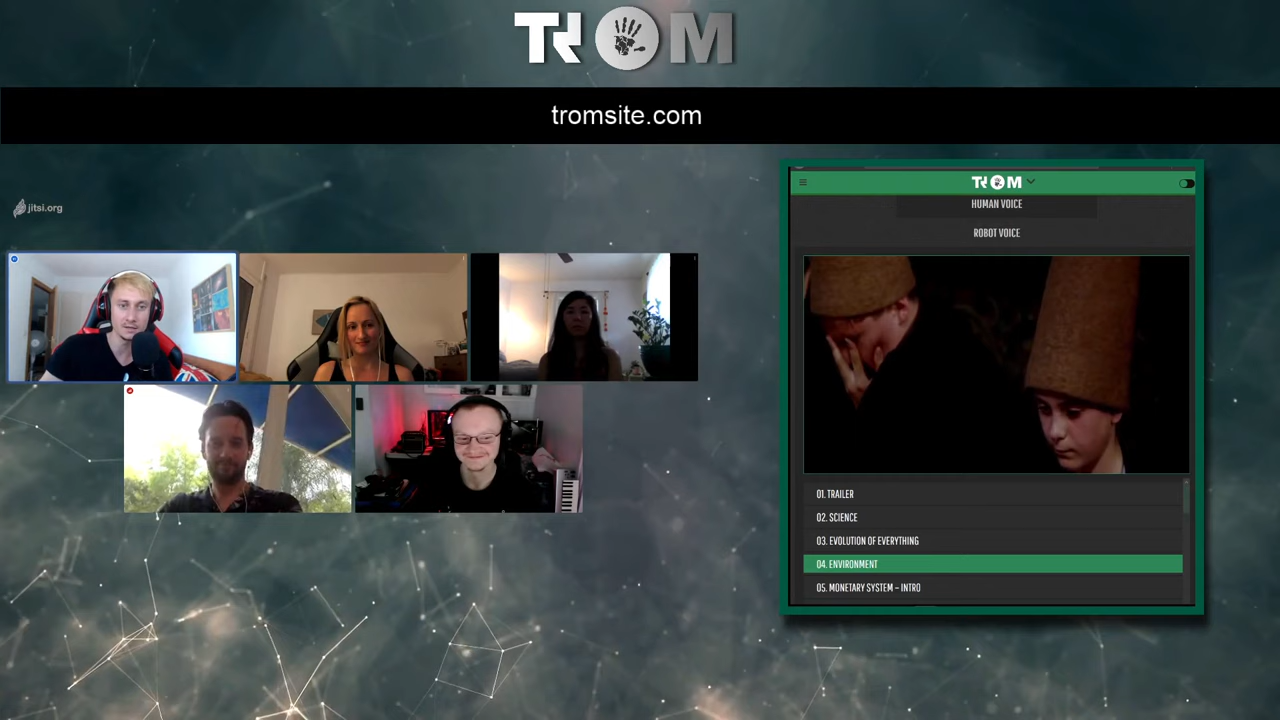 TROM
tromsite.com
jitsi.org
TROM
HUMAN VOICE
ROBOT VOICE
01. TRAILER
02. SCIENCE
03. EVOLUTION OF EVERYTHING
04. ENVIRONMENT
05. MONETARY SYSTEM – INTRO